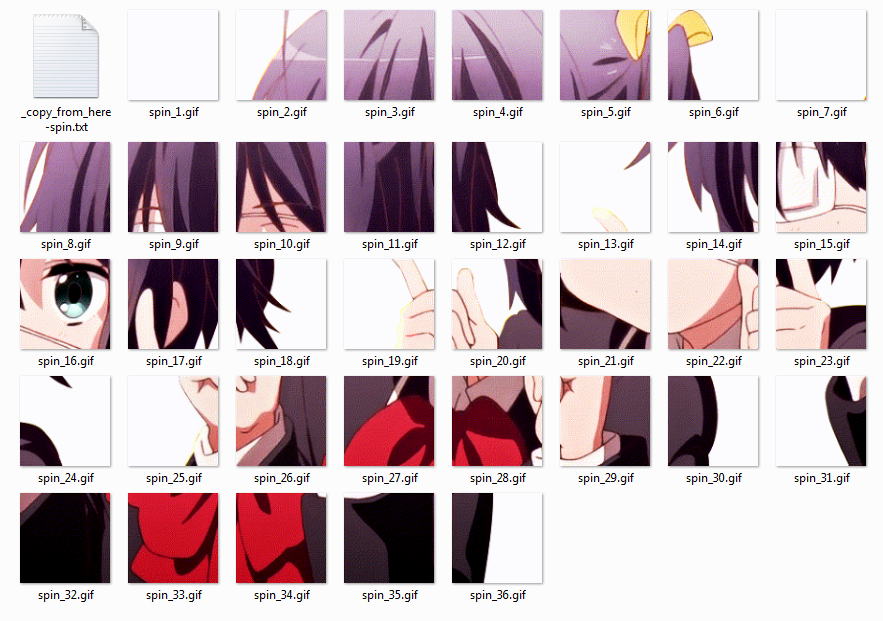 _copy_from_here
-spin.txt
spin_1.gif
spin_2.gif
spin_3.gif
spin_4.gif
spin_5.gif
spin_6.gif
spin_7.gif
spin_8.gif
spin_9.gif
spin_10.gif
spin_11.gif
spin_12.gif
spin_13.gif
spin_14.gif
spin_15.gif
spin_16.gif
spin_17.gif
spin_18.gif
spin_19.gif
spin_20.gif
spin_21.gif
spin_22.gif
spin_23.gif
spin_24.gif
spin_25.gif
spin_26.gif
spin_27.gif
spin_28.gif
spin_29.gif
spin_30.gif
spin_31.gif
spin_32.gif
spin_33.gif
spin_34.gif
spin_35.gif
spin_36.gif